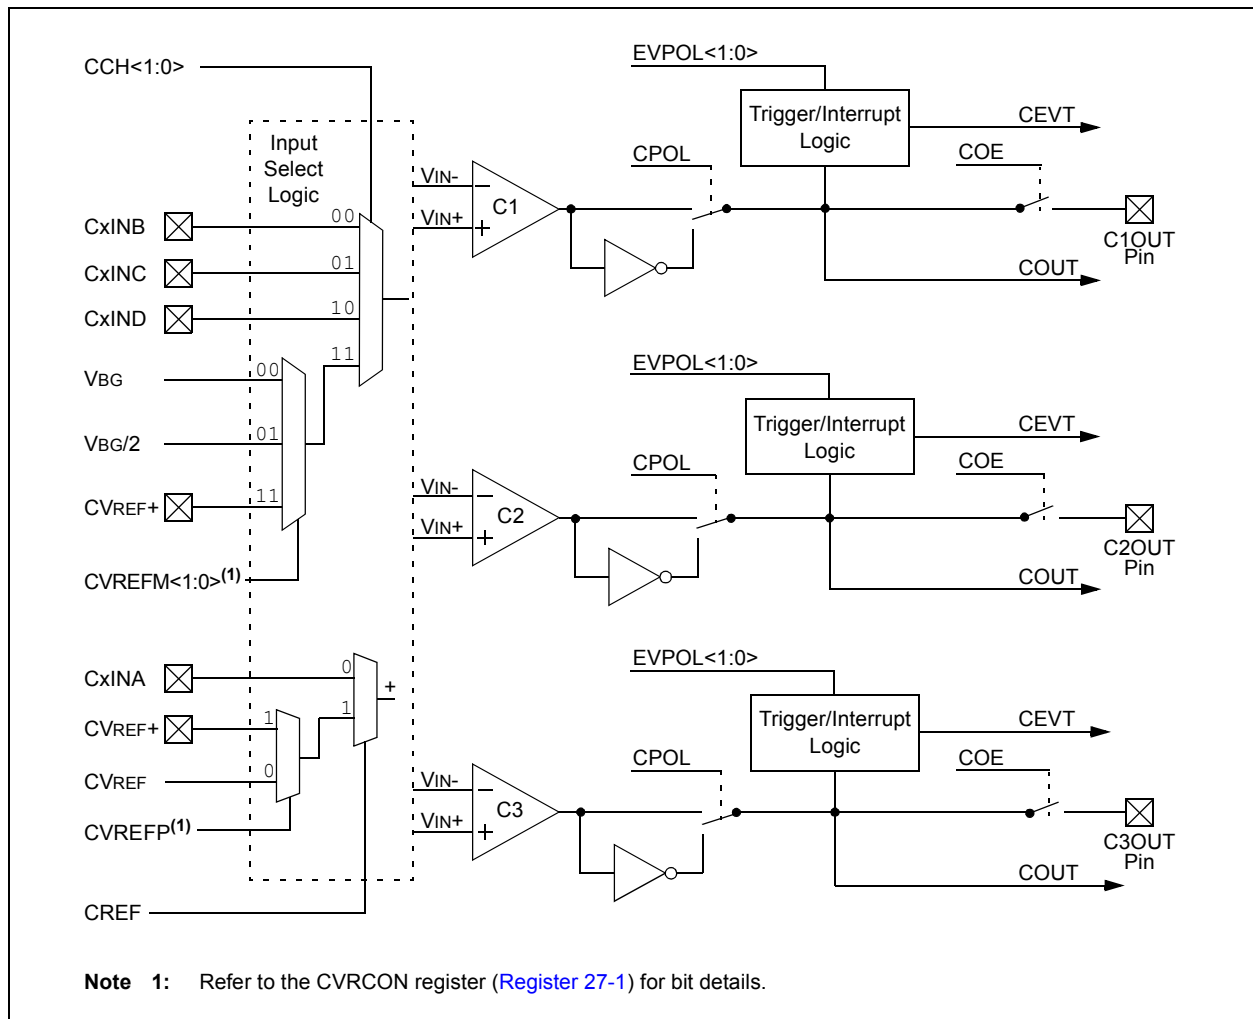 CCH<1:0>
Input
Select
Logic
CxINB
00
CxINC
01
CxIND
10
11
VBG
00
VBG/2
01
CVREF+
11
CVREFM<1:0>(1)
CxINA
0
+
CVREF+
1
1
CVREF
0
CVREFP(1)
CREF
EVPOL<1:0>
Trigger/Interrupt
Logic
CEVT
CPOL
COE
VIN-
–
C1
VIN+
+
C1OUT
Pin
COUT
EVPOL<1:0>
Trigger/Interrupt
Logic
CEVT
CPOL
COE
VIN-
–
C2
VIN+
+
C2OUT
Pin
COUT
EVPOL<1:0>
Trigger/Interrupt
Logic
CEVT
CPOL
COE
VIN-
–
C3
VIN+
+
C3OUT
Pin
COUT
Note 1: Refer to the CVRCON register (Register 27-1) for bit details.